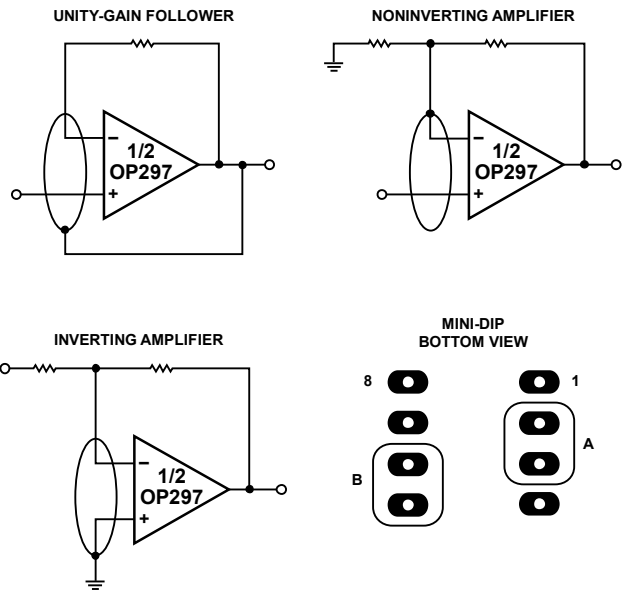 UNITY-GAIN FOLLOWER
−
1/2
OP297
+
NONINVERTING AMPLIFIER
−
1/2
OP297
+
INVERTING AMPLIFIER
−
1/2
OP297
+
MINI-DIP
BOTTOM VIEW
8
1
A
B